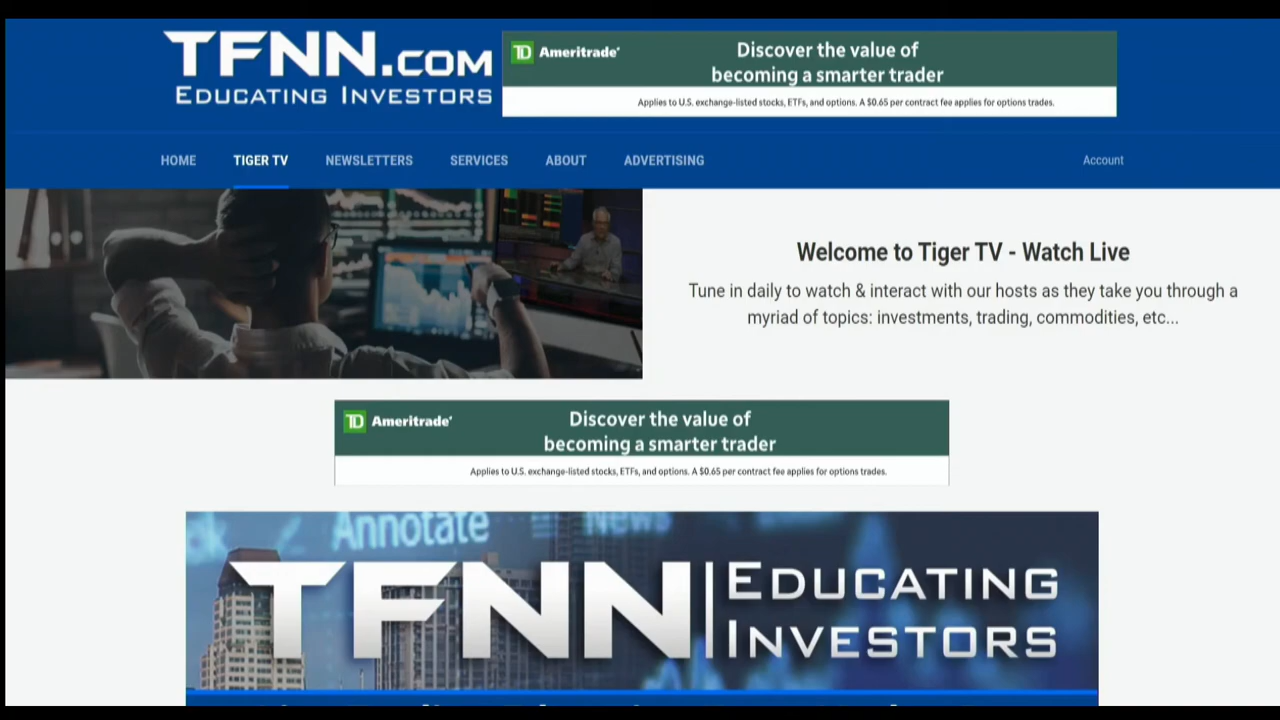 TFNN.COM
EDUCATING INVESTORS
TD Ameritrade
Discover the value of
becoming a smarter trader
Applies to U.S. exchange-listed stocks, ETFs, and options. A $0.65 per contract fee applies for options trades.
HOME TIGER TV NEWSLETTERS SERVICES ABOUT ADVERTISING Account
Welcome to Tiger TV - Watch Live
Tune in daily to watch & interact with our hosts as they take you through a
myriad of topics: investments, trading, commodities, etc...
TD Ameritrade
Discover the value of
becoming a smarter trader
Applies to U.S. exchange-listed stocks, ETFs, and options. A $0.65 per contract fee applies for options trades.
Annotate News
TFNN EDUCATING
INVESTORS